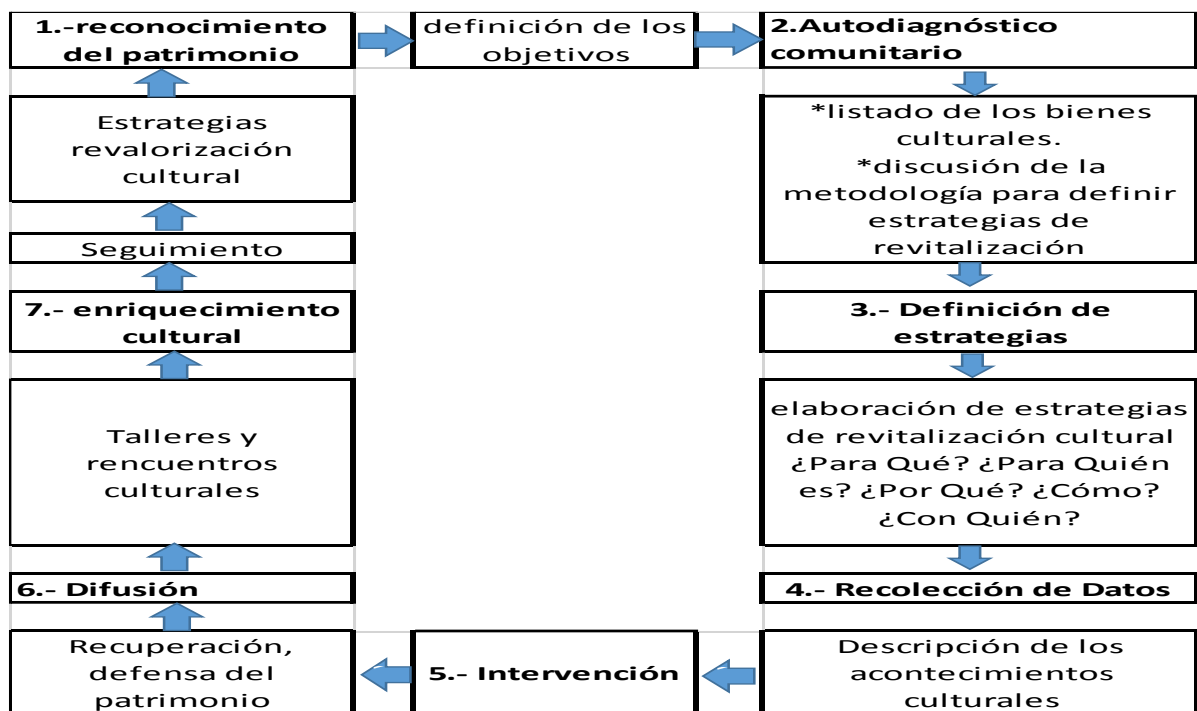 1.-reconocimiento
del patrimonio
definición de los
objetivos
2.Autodiagnóstico
comunitario
*listado de los bienes
culturales.
*discusión de la
metodología para definir
estrategias de
revitalización
3.- Definición de
estrategias
elaboración de estrategias
de revitalización cultural
¿Para Qué? ¿Para Quién
es? ¿Por Qué? ¿Cómo?
¿Con Quién?
4.- Recolección de Datos
Descripción de los
acontecimientos
culturales
5.- Intervención
Recuperación,
defensa del
patrimonio
6.- Difusión
Talleres y
rencuentros
culturales
7.- enriquecimiento
cultural
Seguimiento
Estrategias
revalorización
cultural